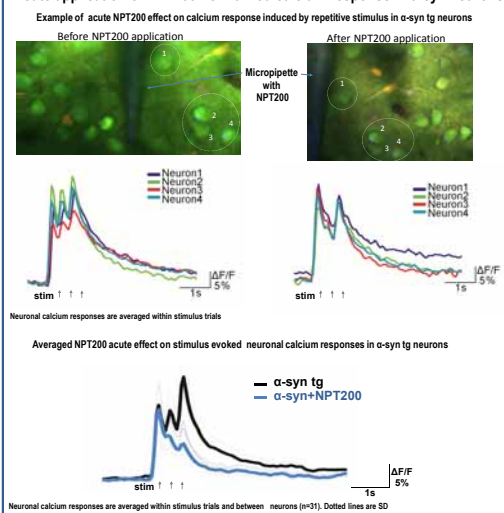 Example of acute NPT200 effect on calcium response induced by repetitive stimulus in α-syn tg neurons
Before NPT200 application
After NPT200 application
Micropipette
with
NPT200
1
2
4
3
1
2
4
3
Neuron1
Neuron2
Neuron3
Neuron4
ΔF/F
5%
1s
stim ↑ ↑ ↑
Neuron1
Neuron2
Neuron3
Neuron4
ΔF/F
5%
1s
stim ↑ ↑ ↑
Neuronal calcium responses are averaged within stimulus trials
Averaged NPT200 acute effect on stimulus evoked neuronal calcium responses in α-syn tg neurons
α-syn tg
α-syn+NPT200
ΔF/F
5%
1s
stim ↑ ↑ ↑
Neuronal calcium responses are averaged within stimulus trials and between neurons (n=31). Dotted lines are SD